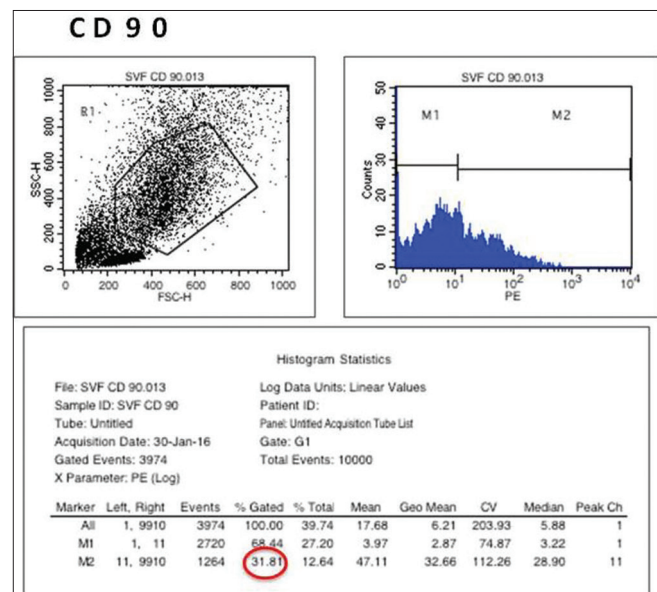 CD 90
SVF CD 90.013
R1
SSC-H
1000
800
600
400
200
0
0 200 400 600 800 1000
FSC-H
SVF CD 90.013
M1 M2
Counts
50
40
30
20
10
0
10^0 10^1 10^2 10^3 10^4
PE
Histogram Statistics
File: SVF CD 90.013 Log Data Units: Linear Values
Sample ID: SVF CD 90 Patient ID:
Tube: Untitled Panel: Untitled Acquisition Tube List
Acquisition Date: 30-Jan-16 Gate: G1
Gated Events: 3974 Total Events: 10000
X Parameter: PE (Log)
Marker Left, Right Events % Gated % Total Mean Geo Mean CV Median Peak Ch
All 1, 9910 3974 100.00 39.74 17.68 6.21 203.93 5.88 1
M1 1, 11 2720 68.44 27.20 3.97 2.87 74.87 3.22 1
M2 11, 9910 1264 31.81 12.64 47.11 32.66 112.26 28.90 11